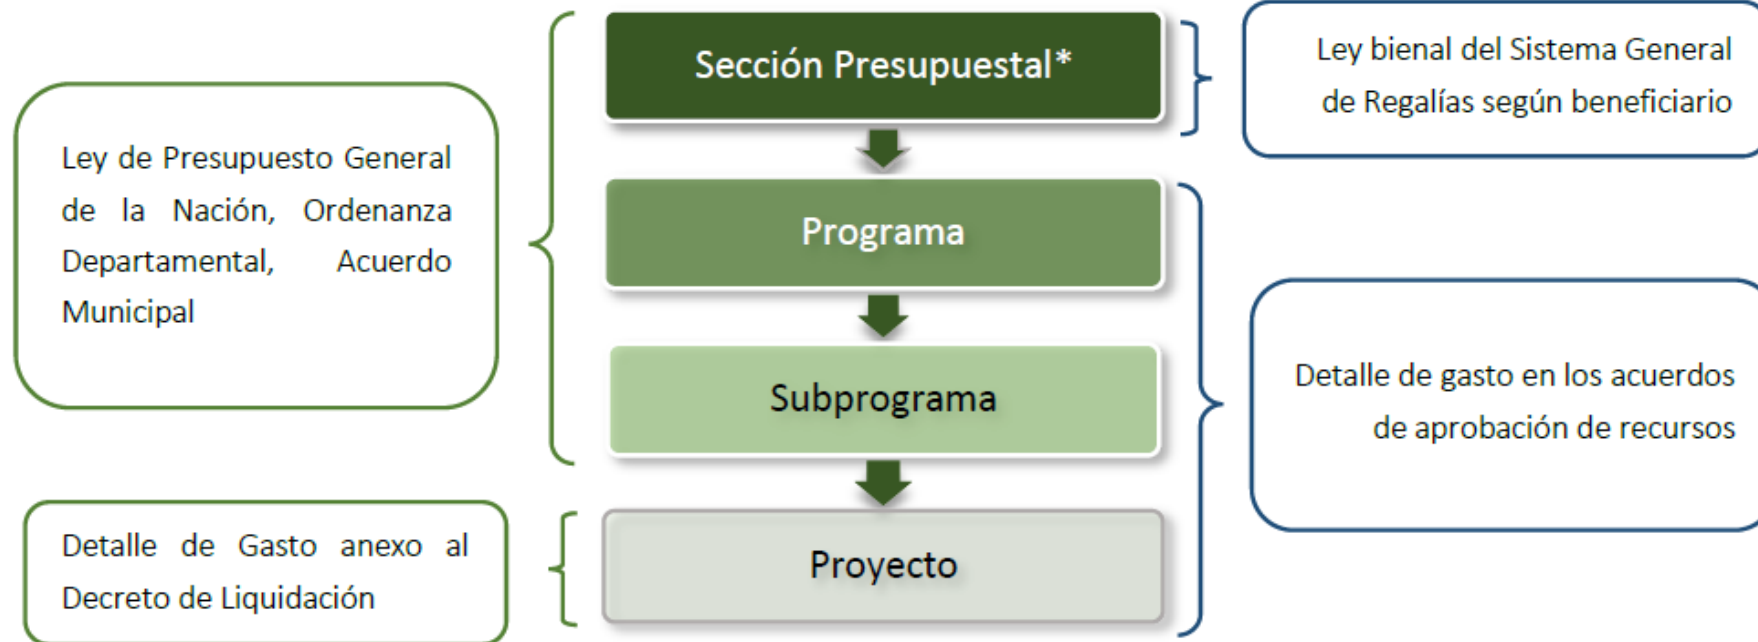 Sección Presupuestal*
Ley bienal del Sistema General
de Regalías según beneficiario
Ley de Presupuesto General
de la Nación, Ordenanza
Departamental, Acuerdo
Municipal
Programa
Subprograma
Detalle de gasto en los acuerdos
de aprobación de recursos
Detalle de Gasto anexo al
Decreto de Liquidación
Proyecto